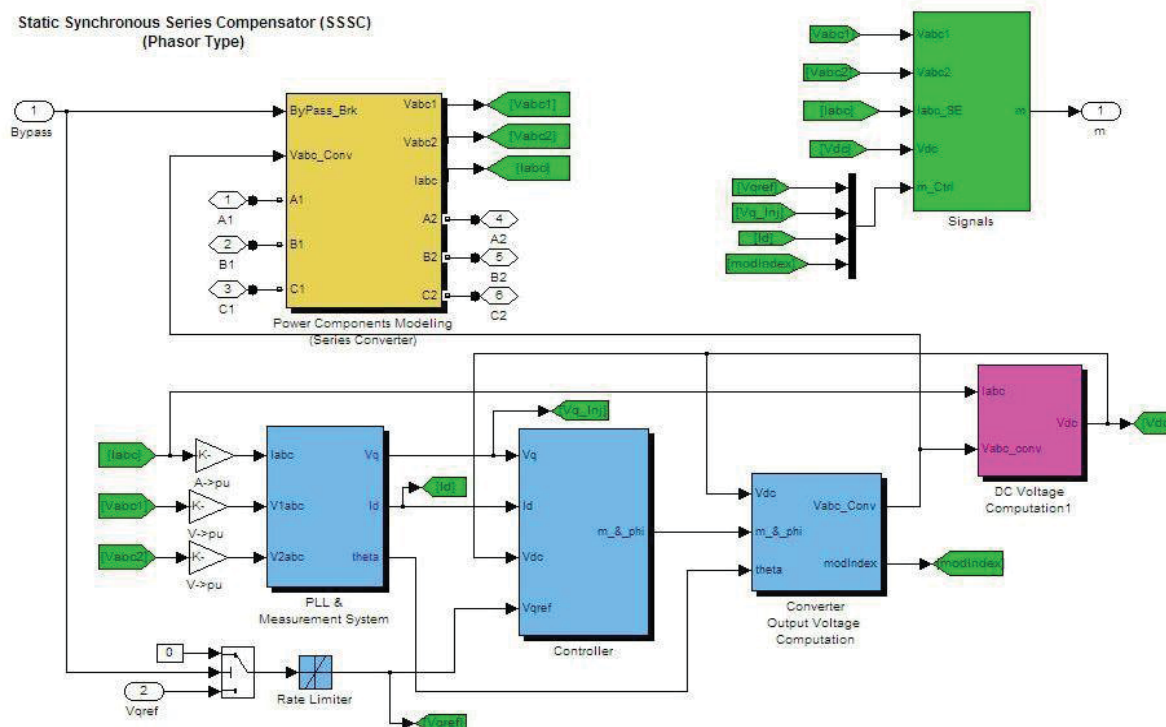 Static Synchronous Series Compensator (SSSC)
(Phasor Type)
1
Bypass
ByPass_Brk
Vabc_Conv
A1
B1
C1
Vabc1
Vabc2
Iabc
A2
B2
C2
[Vabc1]
[Vabc2]
[Iabc]
1
A1
2
B1
3
C1
4
A2
5
B2
6
C2
Power Components Modeling
(Series Converter)
[Vabc1]
[Vabc2]
[Iabc]
[Vdc]
[Vqref]
[Vq_Inj]
[Id]
[modIndex]
Vabc1
Vabc2
Iabc_SE
Vdc
m_Ctrl
m
Signals
1
m
[Iabc]
[Vabc1]
[Vabc2]
K-
A->pu
K-
V->pu
K-
V->pu
Iabc
V1abc
V2abc
Vq
Id
theta
PLL &
Measurement System
[Vq_Inj]
[Id]
Vq
Id
Vdc
Vqref
m_&_phi
Controller
Vdc
m_&_phi
theta
Vabc_Conv
modIndex
Converter
Output Voltage
Computation
[modIndex]
Iabc
Vabc_conv
Vdc
DC Voltage
Computation1
[Vdc
0
2
Vqref
Rate Limiter
[Vqref]